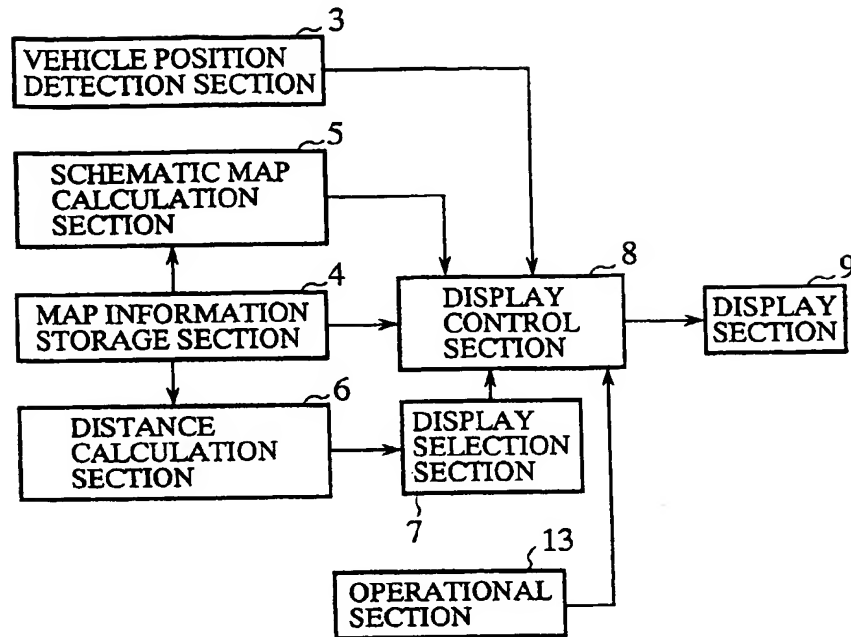 3
VEHICLE POSITION
DETECTION SECTION
5
SCHEMATIC MAP
CALCULATION
SECTION
4
MAP INFORMATION
STORAGE SECTION
8
DISPLAY
CONTROL
SECTION
9
DISPLAY
SECTION
6
DISTANCE
CALCULATION
SECTION
DISPLAY
SELECTION
SECTION
7
13
OPERATIONAL
SECTION